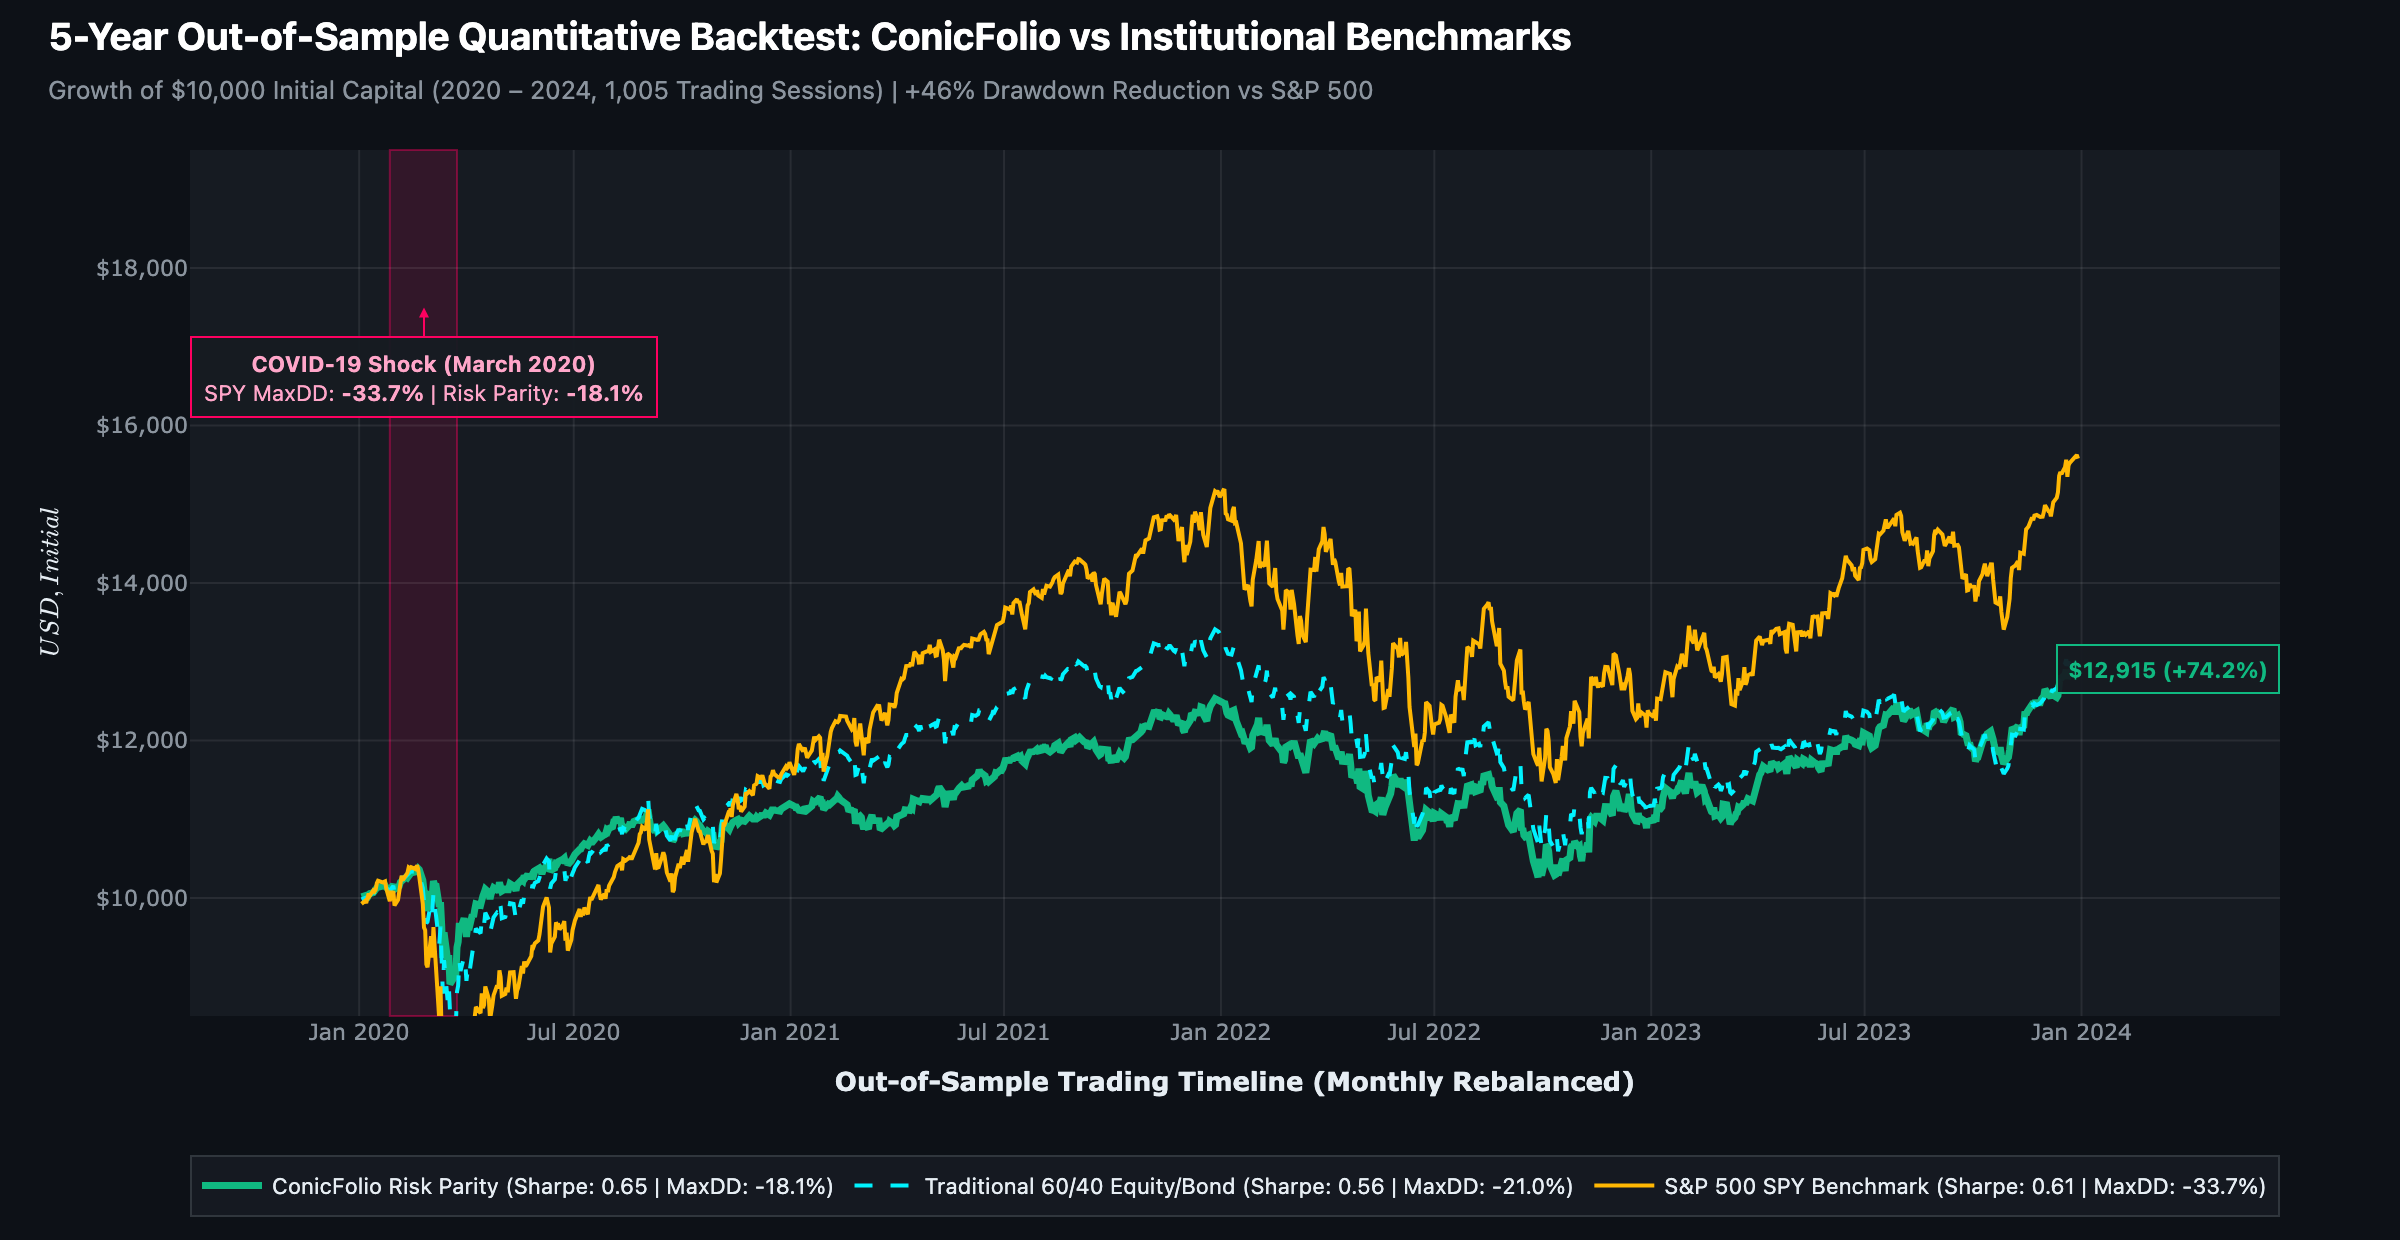 5-Year Out-of-Sample Quantitative Backtest: ConicFolio vs Institutional Benchmarks
Growth of $10,000 Initial Capital (2020 – 2024, 1,005 Trading Sessions) | +46% Drawdown Reduction vs S&P 500
$18,000
COVID-19 Shock (March 2020)
SPY MaxDD: -33.7% | Risk Parity: -18.1%
$16,000
USD, Initial
$14,000
$12,915 (+74.2%)
$12,000
$10,000
Jan 2020 Jul 2020 Jan 2021 Jul 2021 Jan 2022 Jul 2022 Jan 2023 Jul 2023 Jan 2024
Out-of-Sample Trading Timeline (Monthly Rebalanced)
ConicFolio Risk Parity (Sharpe: 0.65 | MaxDD: -18.1%) Traditional 60/40 Equity/Bond (Sharpe: 0.56 | MaxDD: -21.0%) S&P 500 SPY Benchmark (Sharpe: 0.61 | MaxDD: -33.7%)